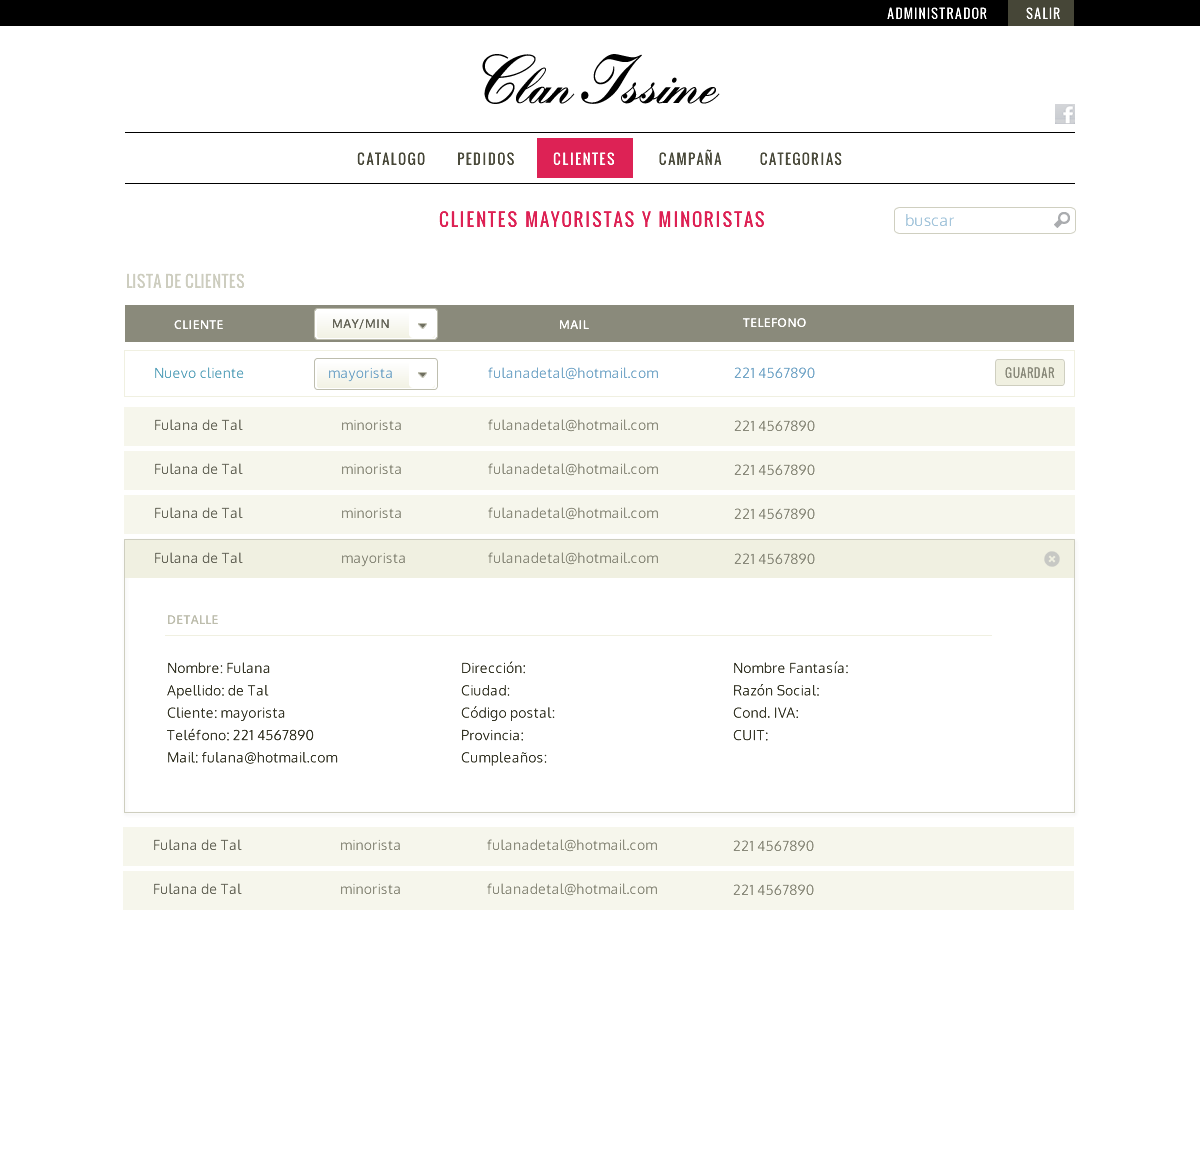 ADMINISTRADOR SALIR
Clan Issime
CATALOGO PEDIDOS CLIENTES CAMPAÑA CATEGORIAS
CLIENTES MAYORISTAS Y MINORISTAS buscar
LISTA DE CLIENTES
CLIENTE MAY/MIN MAIL TELEFONO
Nuevo cliente mayorista fulanadetal@hotmail.com 221 4567890 GUARDAR
Fulana de Tal minorista fulanadetal@hotmail.com 221 4567890
Fulana de Tal minorista fulanadetal@hotmail.com 221 4567890
Fulana de Tal minorista fulanadetal@hotmail.com 221 4567890
Fulana de Tal mayorista fulanadetal@hotmail.com 221 4567890
DETALLE
Nombre: Fulana Dirección: Nombre Fantasía:
Apellido: de Tal Ciudad: Razón Social:
Cliente: mayorista Código postal: Cond. IVA:
Teléfono: 221 4567890 Provincia: CUIT:
Mail: fulana@hotmail.com Cumpleaños:
Fulana de Tal minorista fulanadetal@hotmail.com 221 4567890
Fulana de Tal minorista fulanadetal@hotmail.com 221 4567890